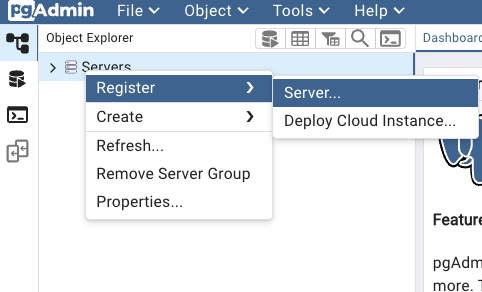 pgAdmin File Object Tools Help
Object Explorer
Dashboard
Servers
Register
Server...
Create
Deploy Cloud Instance...
Refresh...
Remove Server Group
Properties...
Feature
pgAdm
more.